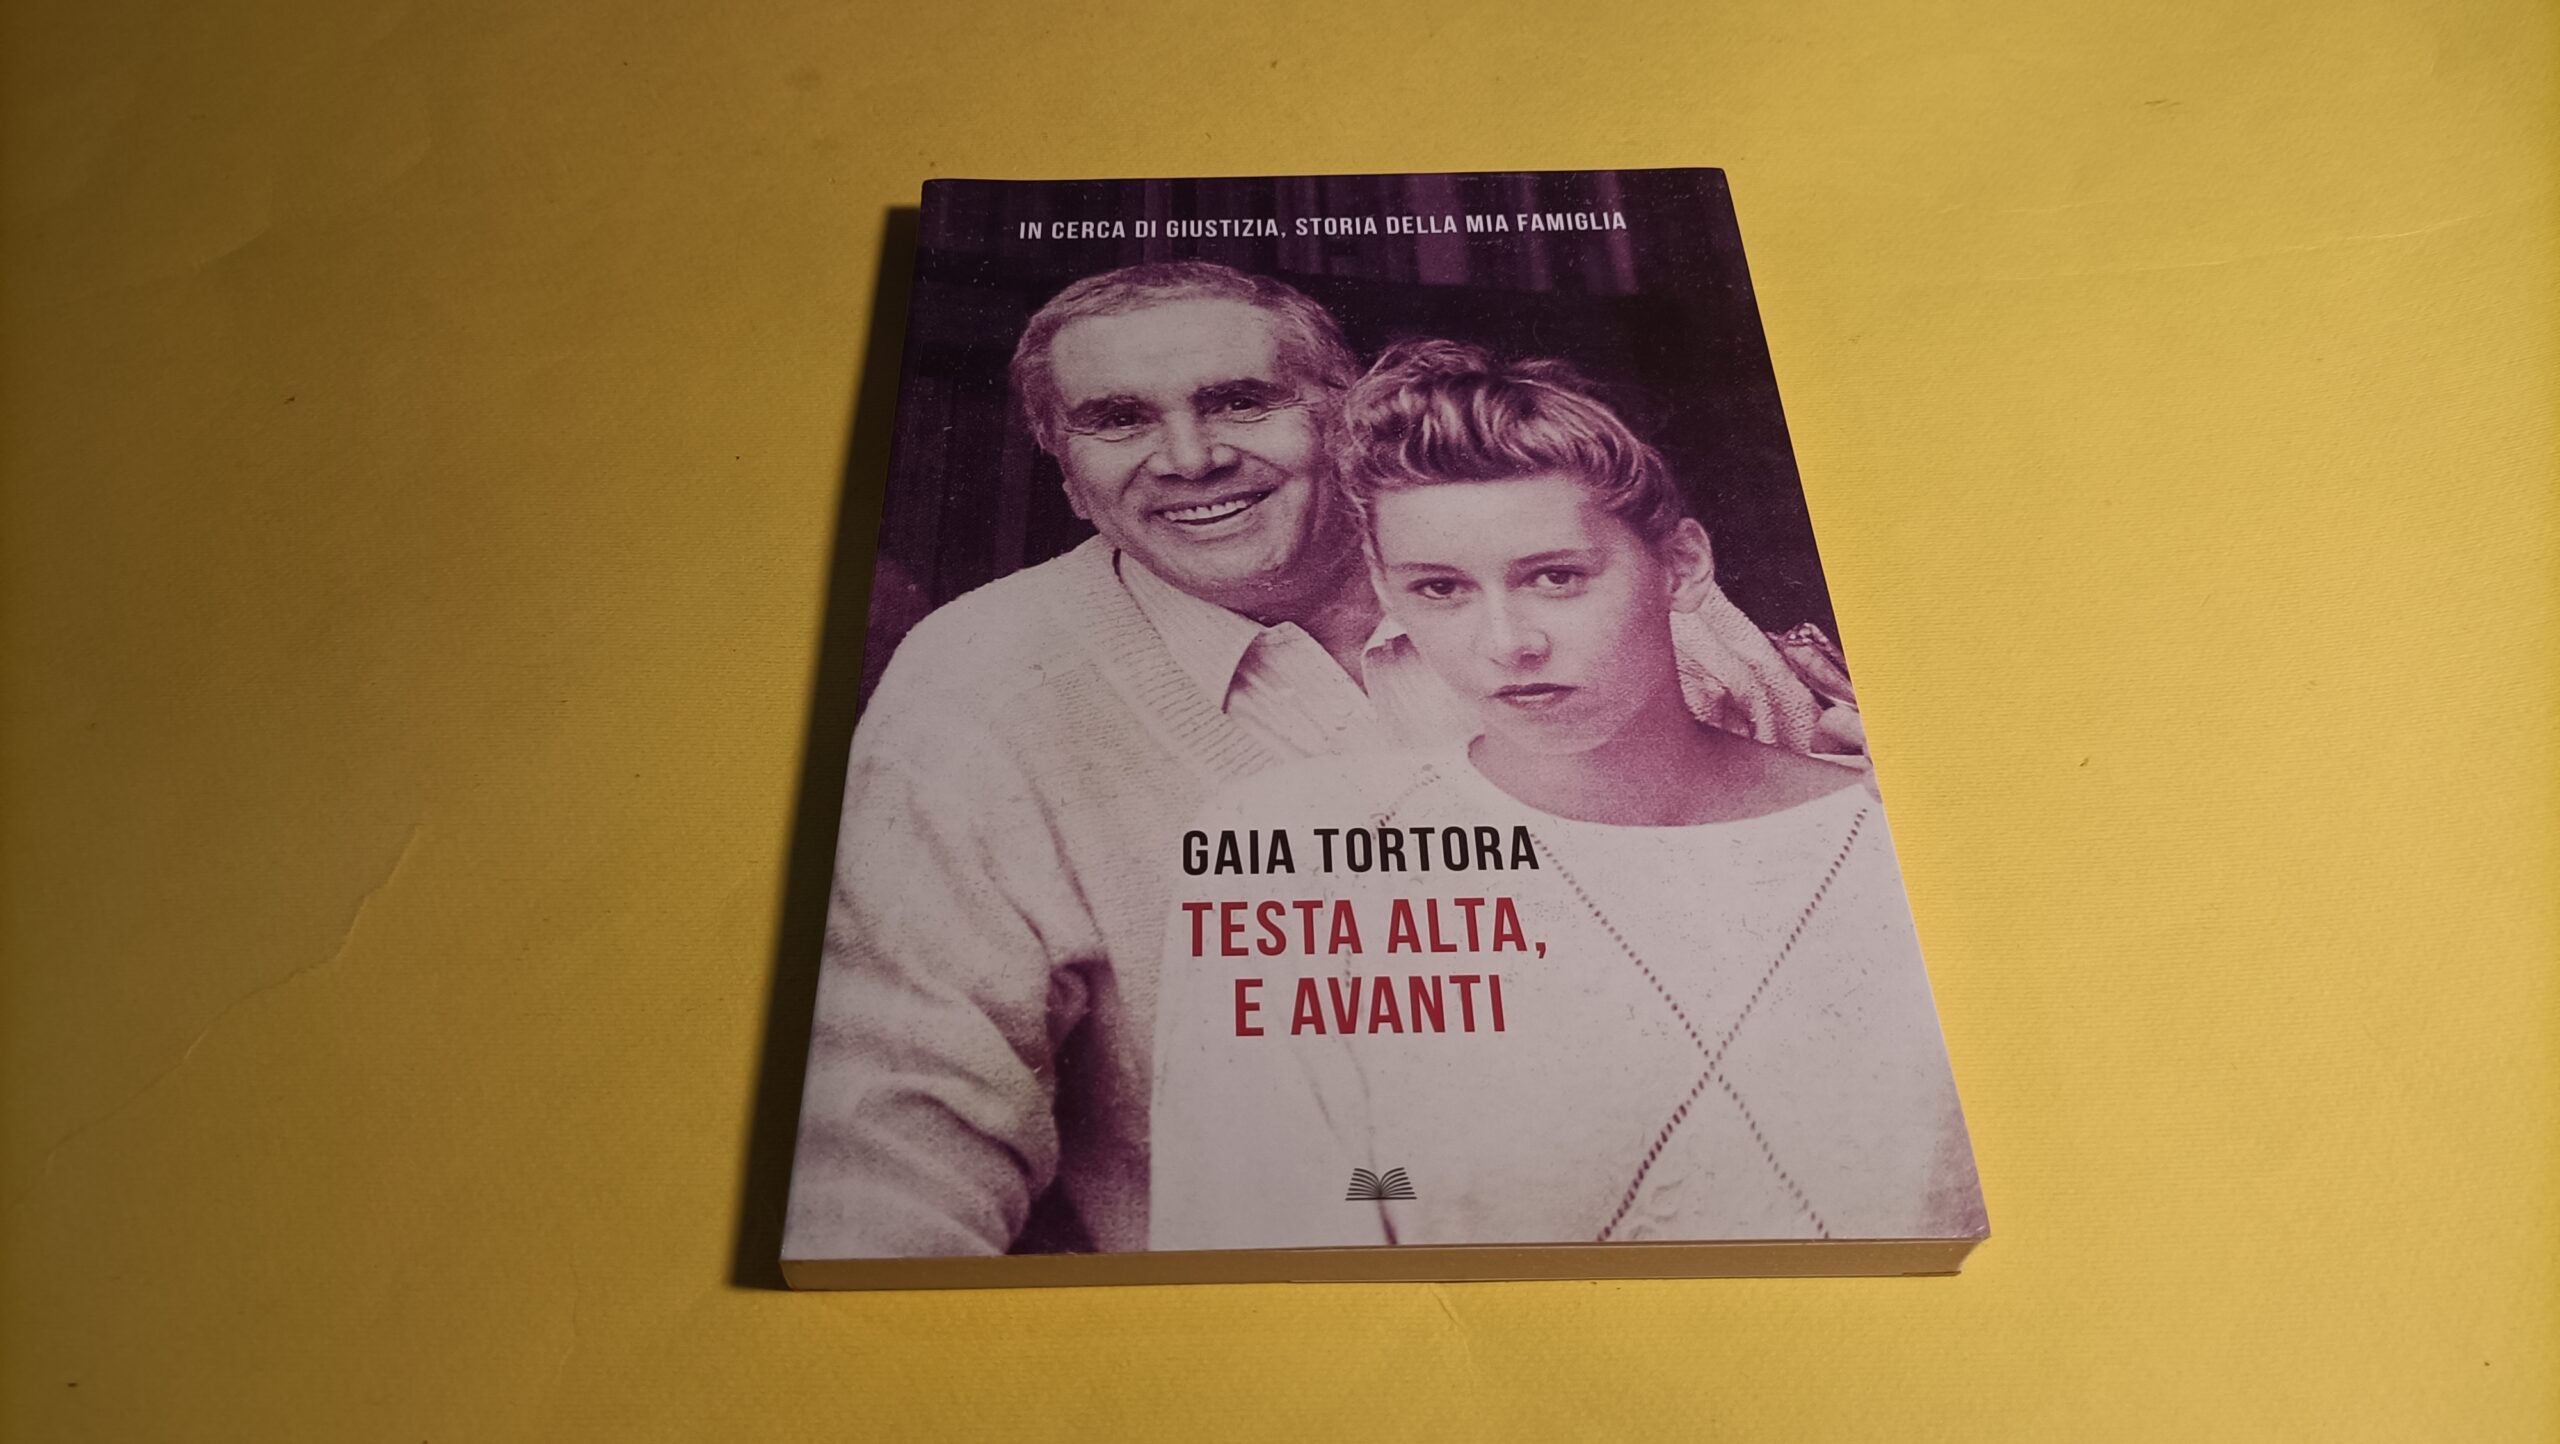 IN CERCA DI GIUSTIZIA, STORIA DELLA MIA FAMIGLIA
GAIA TORTORA
TESTA ALTA,
E AVANTI